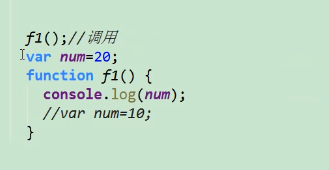 f1();//调用
var num=20;
function f1() {
  console.log(num);
  //var num=10;
}